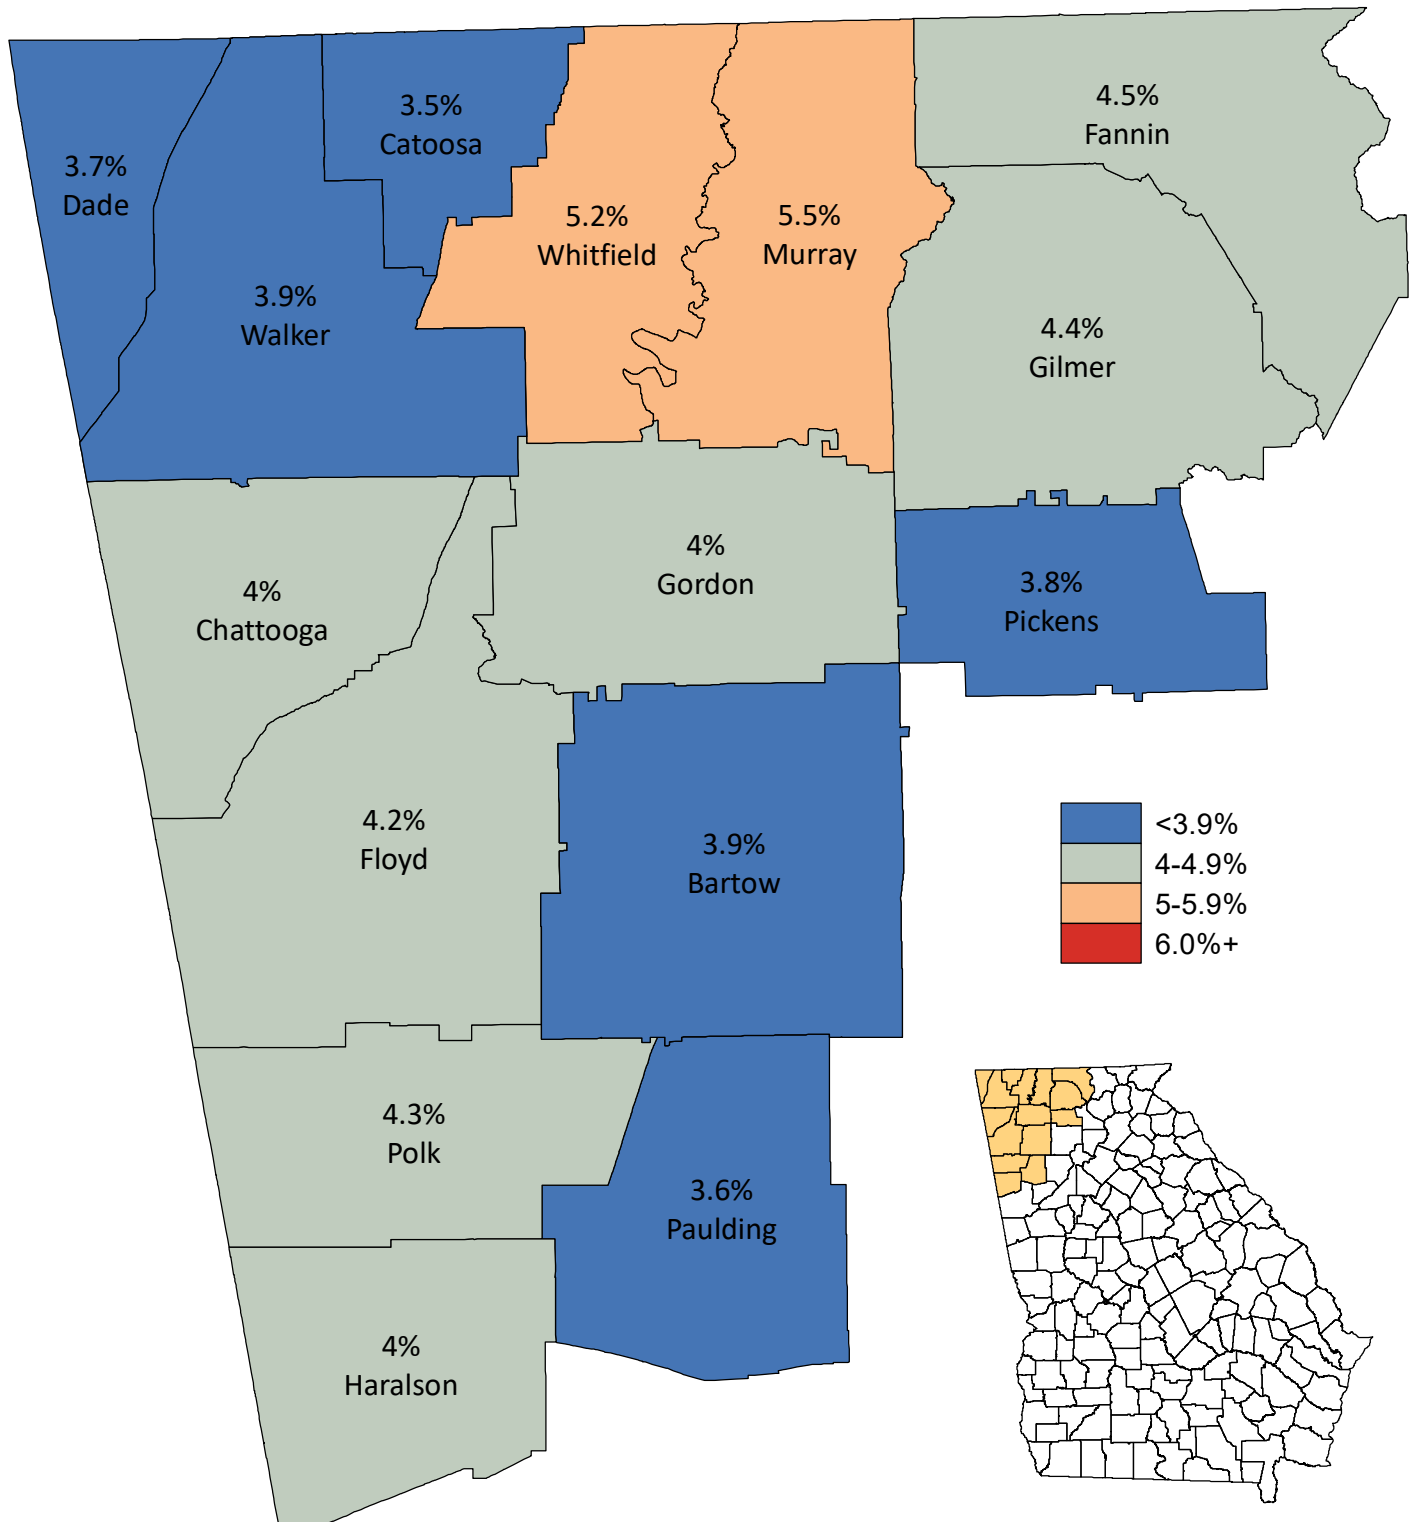 3.5%
Catoosa
4.5%
Fannin
3.7%
Dade
5.2%
Whitfield
5.5%
Murray
3.9%
Walker
4.4%
Gilmer
4%
Gordon
3.8%
Pickens
4%
Chattooga
4.2%
Floyd
3.9%
Bartow
<3.9%
4-4.9%
5-5.9%
6.0%+
4.3%
Polk
3.6%
Paulding
4%
Haralson